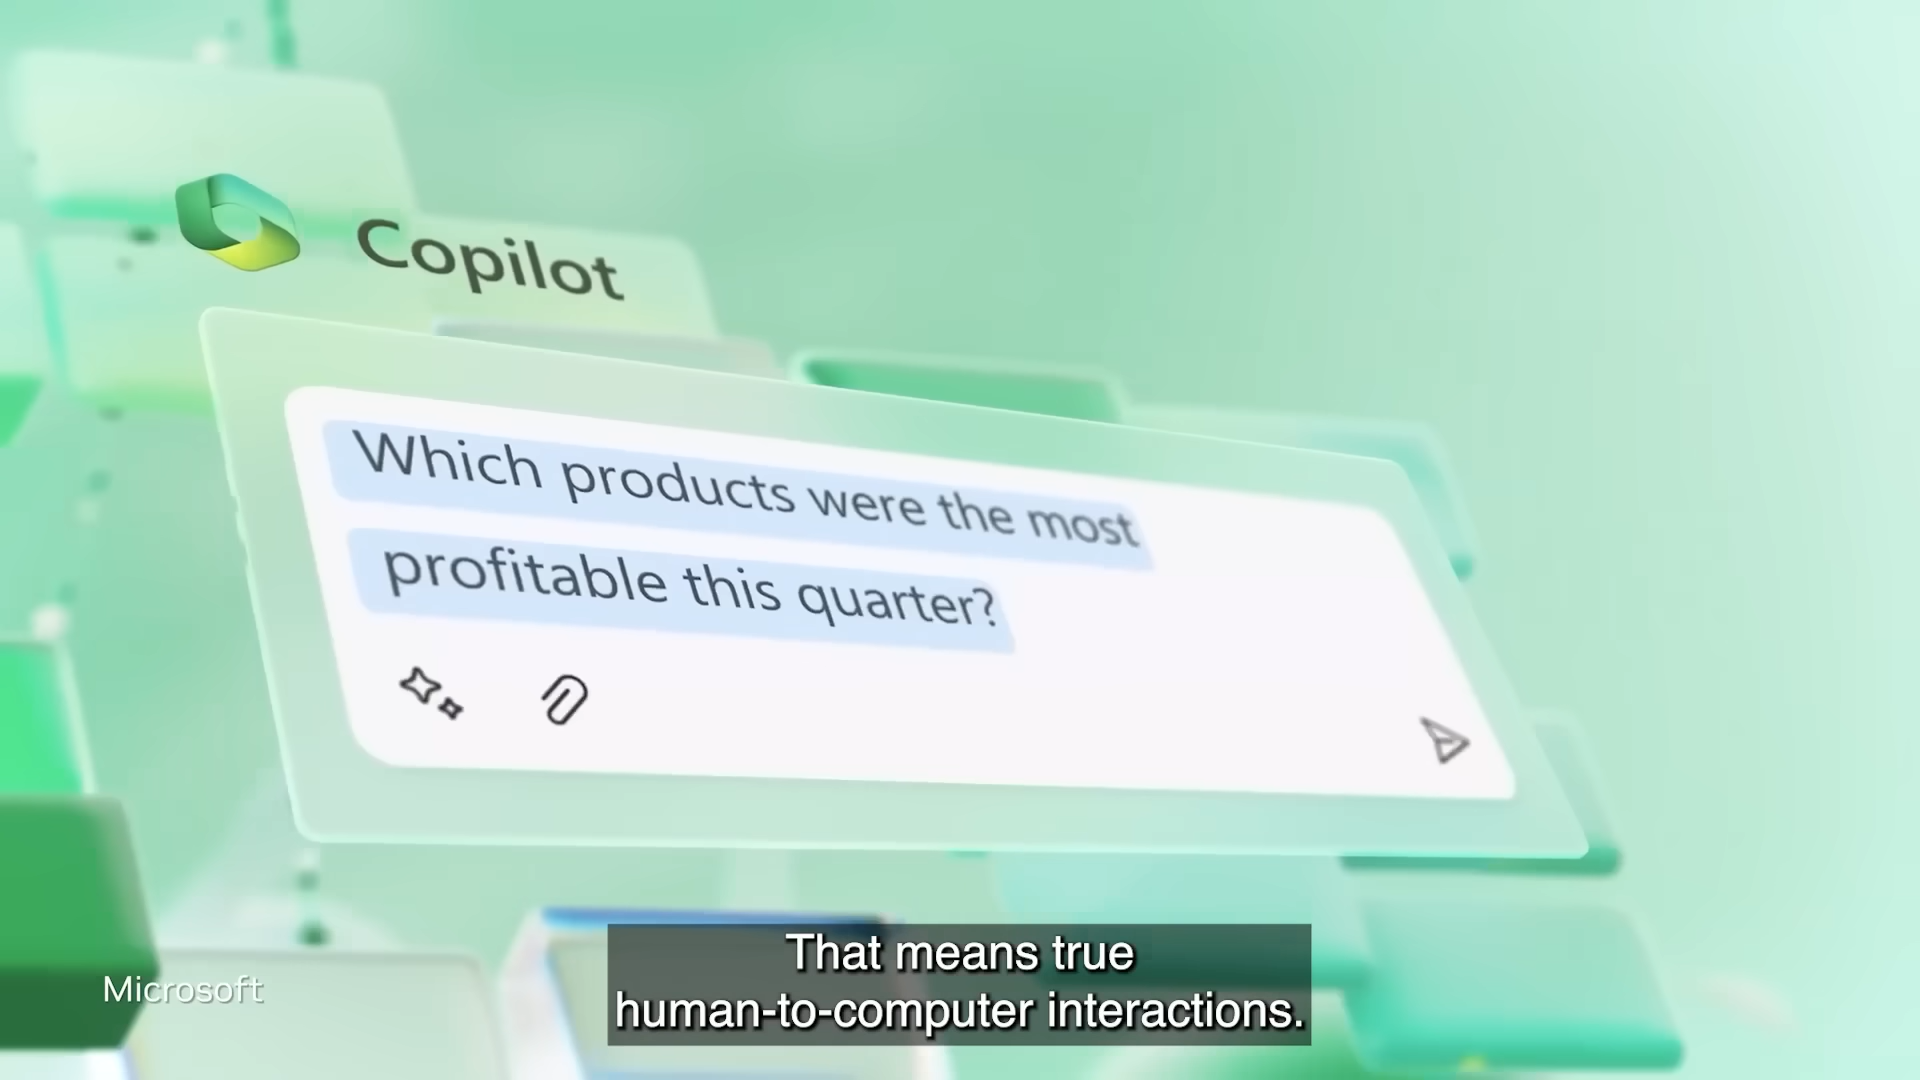 Copilot
Which products were the most
profitable this quarter?
Microsoft
That means true
human-to-computer interactions.